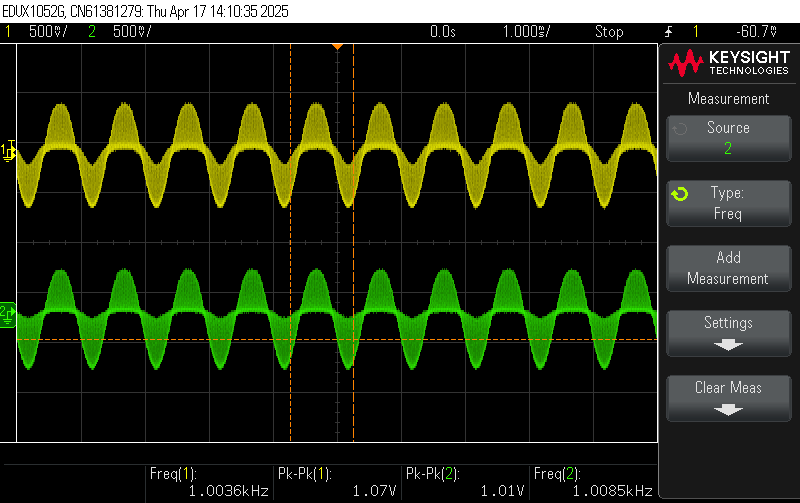 EDUX1052G, CN61381279: Thu Apr 17 14:10:35 2025
1 500㎷/ 2 500㎷/ 0.0s 1.000㎳/ Stop 1 -60.7㎷
KEYSIGHT
TECHNOLOGIES
Measurement
Source
2
Type:
Freq
Add
Measurement
Settings
Clear Meas
1
2
Freq(1): Pk-Pk(1): Pk-Pk(2): Freq(2):
1.0036kHz 1.07V 1.01V 1.0085kHz